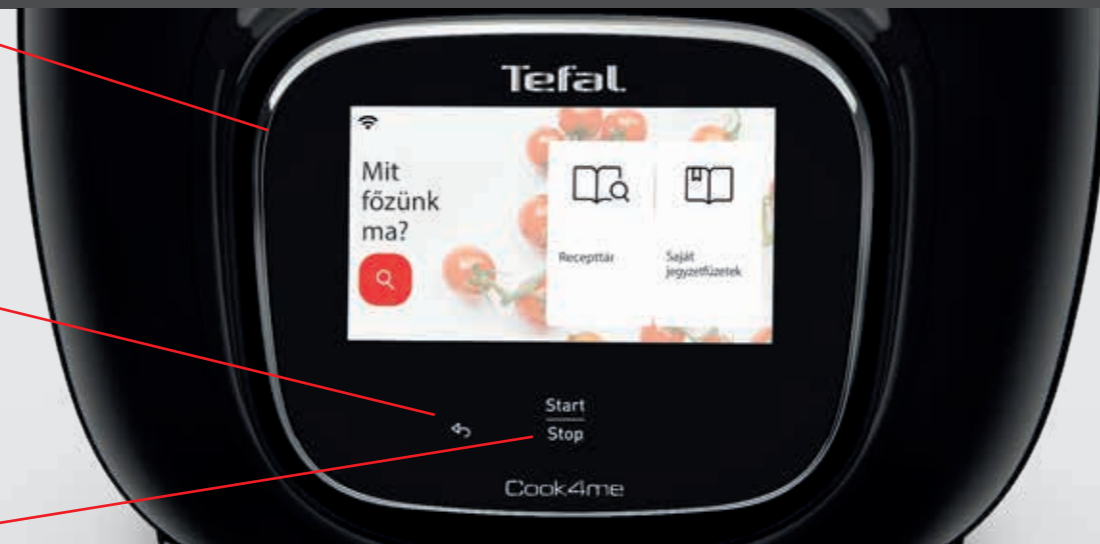 Tefal
Mit
főzünk
ma?
Recepttár
Saját
jegyzetfüzetek
Start
Stop
Cook4me